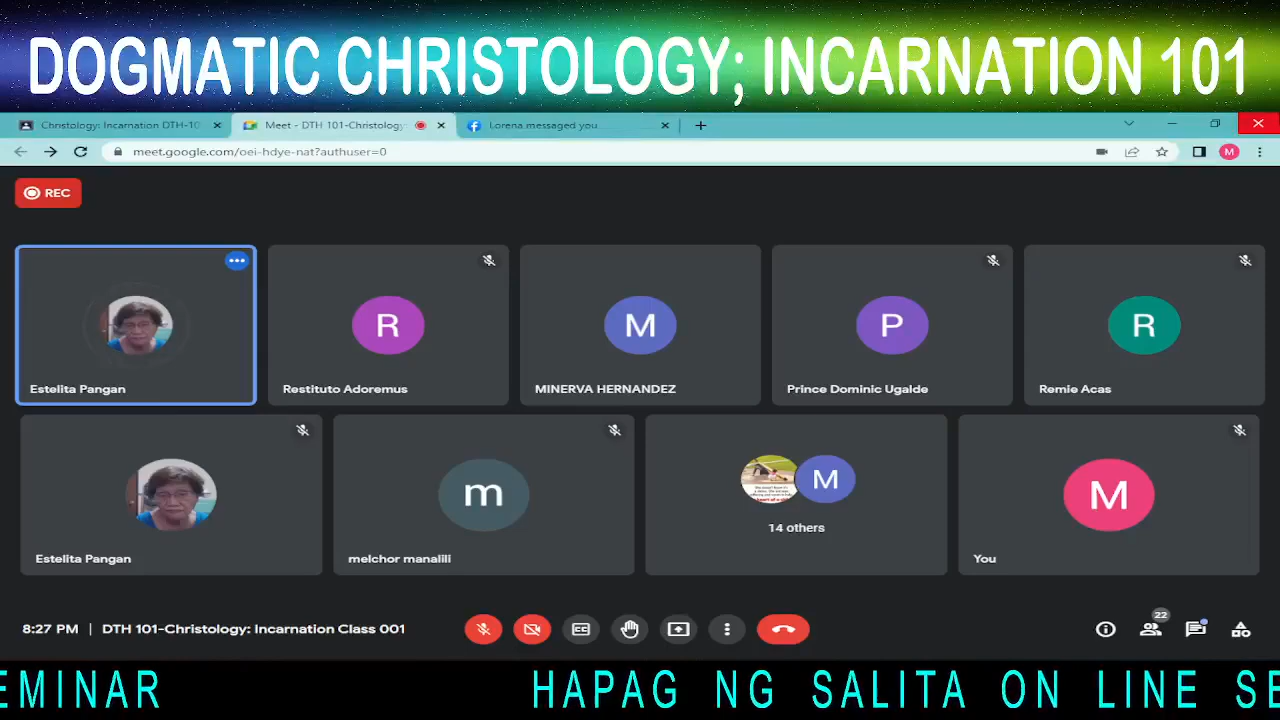 DOGMATIC CHRISTOLOGY; INCARNATION 101
Christology: Incarnation DTH-10
Meet - DTH 101-Christology:
Lorena messaged you
meet.google.com/oei-hdye-nat?authuser=0
M
REC
R
M
P
R
Estelita Pangan
Restituto Adoremus
MINERVA HERNANDEZ
Prince Dominic Ugalde
Remie Acas
m
M
M
14 others
Estelita Pangan
melchor manalili
You
8:27 PM | DTH 101-Christology: Incarnation Class 001
CC
22
EMINAR HAPAG NG SALITA ON LINE SE